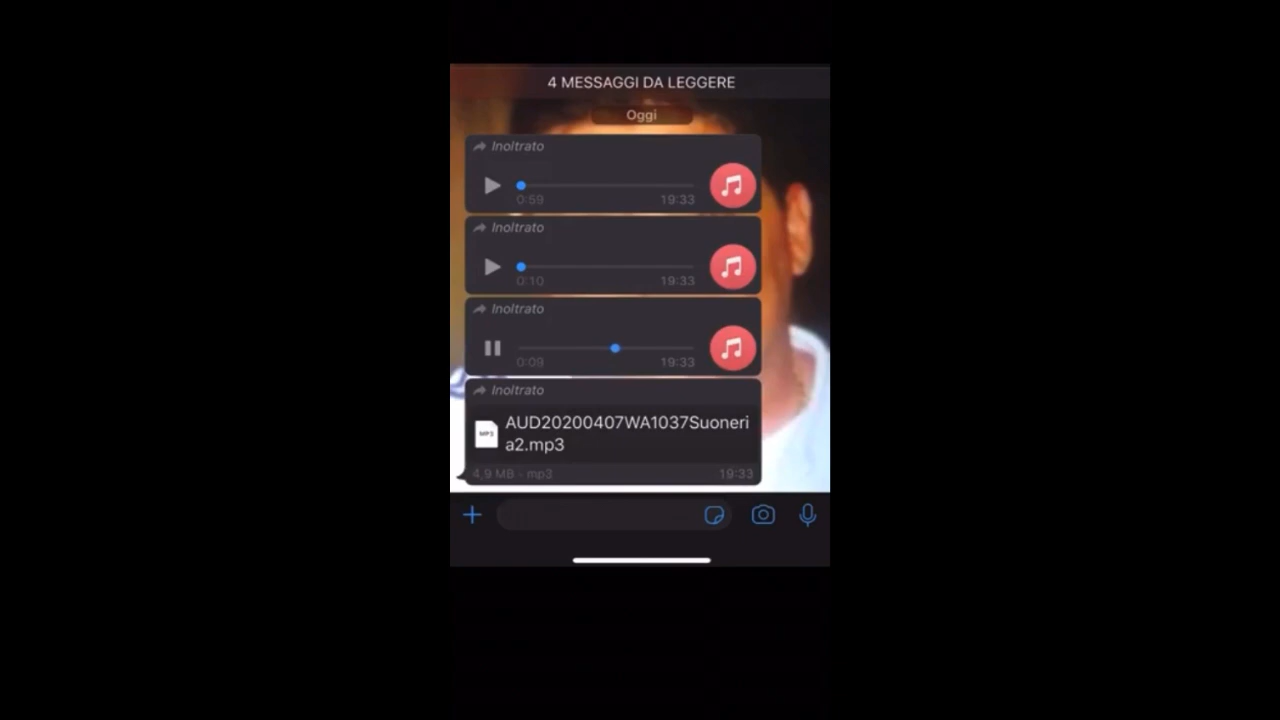 4 MESSAGGI DA LEGGERE
Oggi
Inoltrato
0:59 19:33
Inoltrato
0:10 19:33
Inoltrato
0:09 19:33
Inoltrato
AUD20200407WA1037Suoneri
a2.mp3
MP3
4,9 MB · mp3 19:33